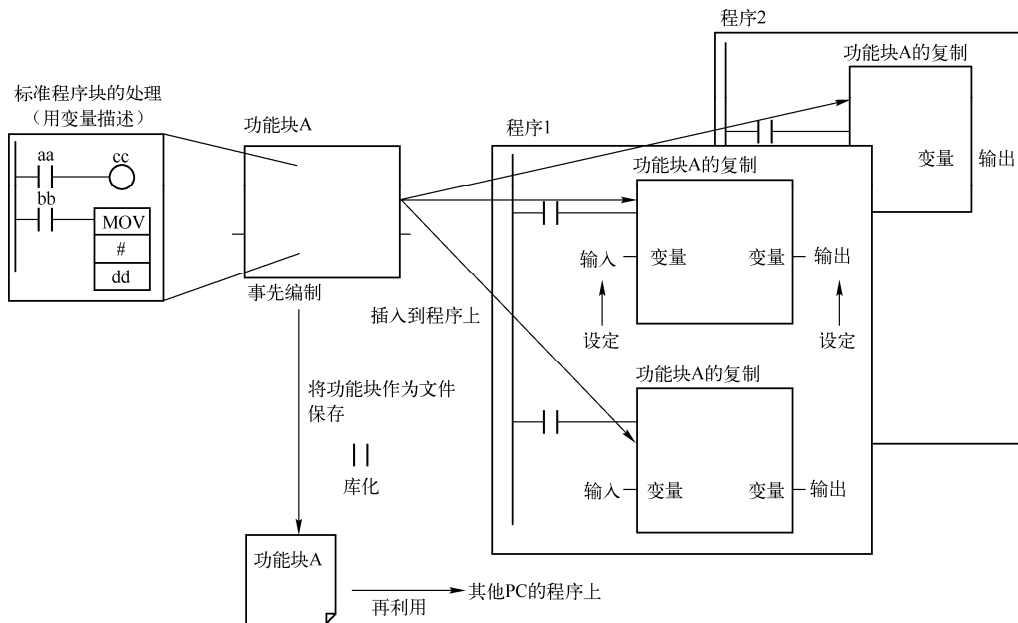 标准程序块的处理
（用变量描述）
aa
cc
bb
MOV
#
dd
功能块A
事先编制
将功能块作为文件
保存
库化
功能块A
再利用
其他PC的程序上
插入到程序上
程序1
功能块A的复制
输入
变量
变量
输出
设定
设定
功能块A的复制
输入
变量
变量
输出
程序2
功能块A的复制
变量
输出